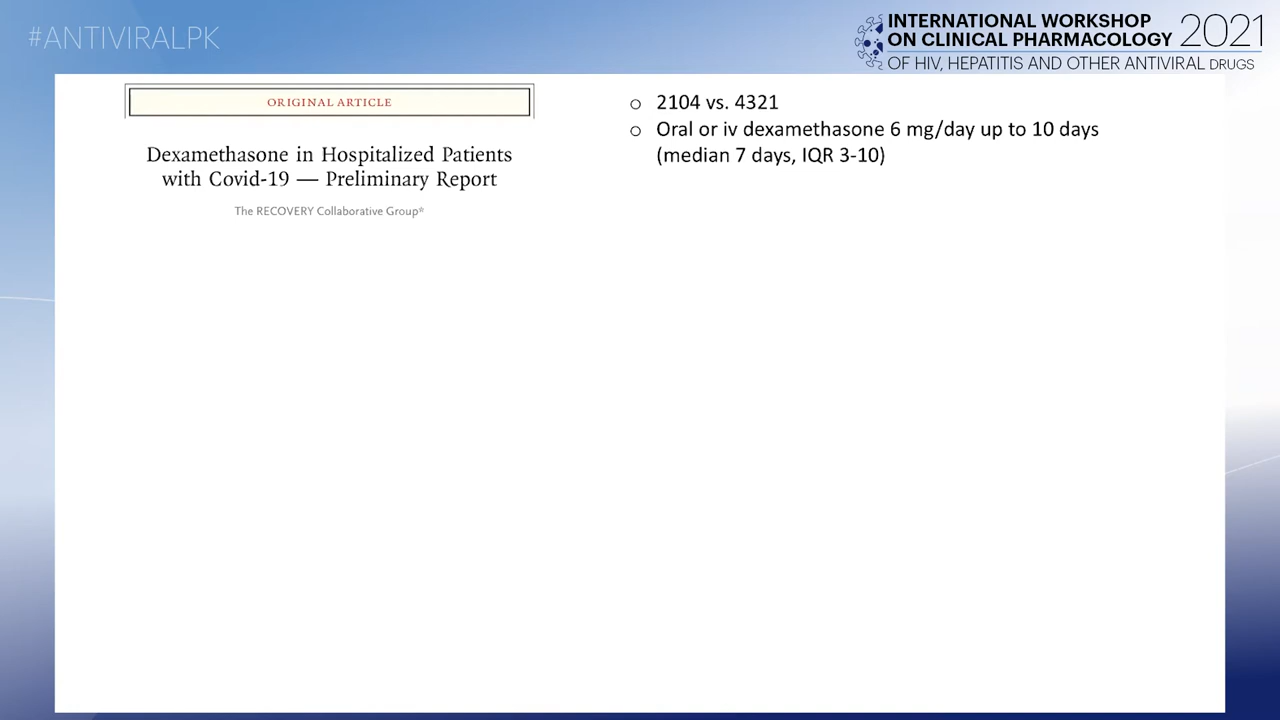 #ANTIVIRALPK
INTERNATIONAL WORKSHOP
ON CLINICAL PHARMACOLOGY 2021
OF HIV, HEPATITIS AND OTHER ANTIVIRAL DRUGS
ORIGINAL ARTICLE
Dexamethasone in Hospitalized Patients
with Covid-19 — Preliminary Report
The RECOVERY Collaborative Group*
o 2104 vs. 4321
o Oral or iv dexamethasone 6 mg/day up to 10 days
(median 7 days, IQR 3-10)